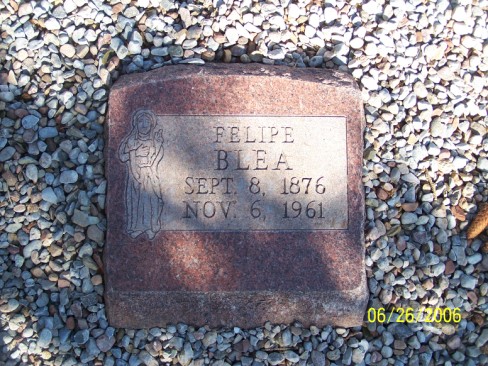 FELIPE
BLEA
SEPT. 8, 1876
NOV. 6, 1961
06/26/2006